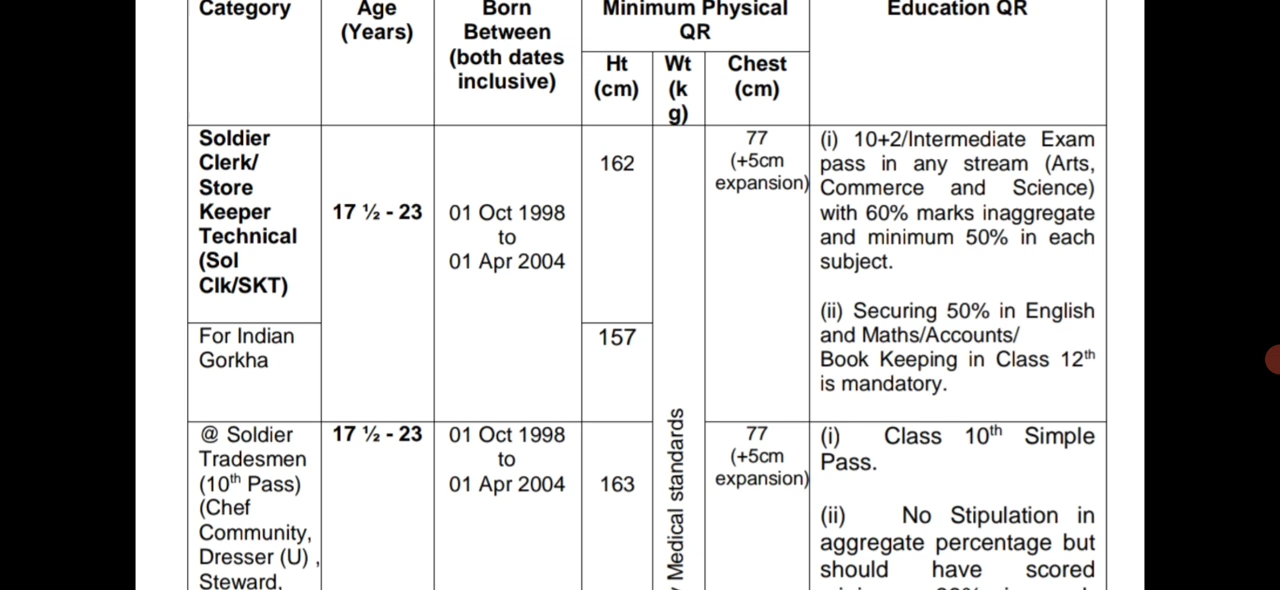 Category
Age
(Years)
Born
Between
(both dates
inclusive)
Minimum Physical
QR
Education QR
Ht
(cm)
Wt
(k
g)
Chest
(cm)
Soldier
Clerk/
Store
Keeper
Technical
(Sol
Clk/SKT)
17 ½ - 23
01 Oct 1998
to
01 Apr 2004
162
77
(+5cm
expansion)
(i) 10+2/Intermediate Exam
pass in any stream (Arts,
Commerce and Science)
with 60% marks inaggregate
and minimum 50% in each
subject.
(ii) Securing 50% in English
and Maths/Accounts/
Book Keeping in Class 12th
is mandatory.
For Indian
Gorkha
157
@ Soldier
Tradesmen
(10th Pass)
(Chef
Community,
Dresser (U) ,
Steward,
17 ½ - 23
01 Oct 1998
to
01 Apr 2004
163
Medical standards
77
(+5cm
expansion)
(i) Class 10th Simple
Pass.
(ii) No Stipulation in
aggregate percentage but
should have scored